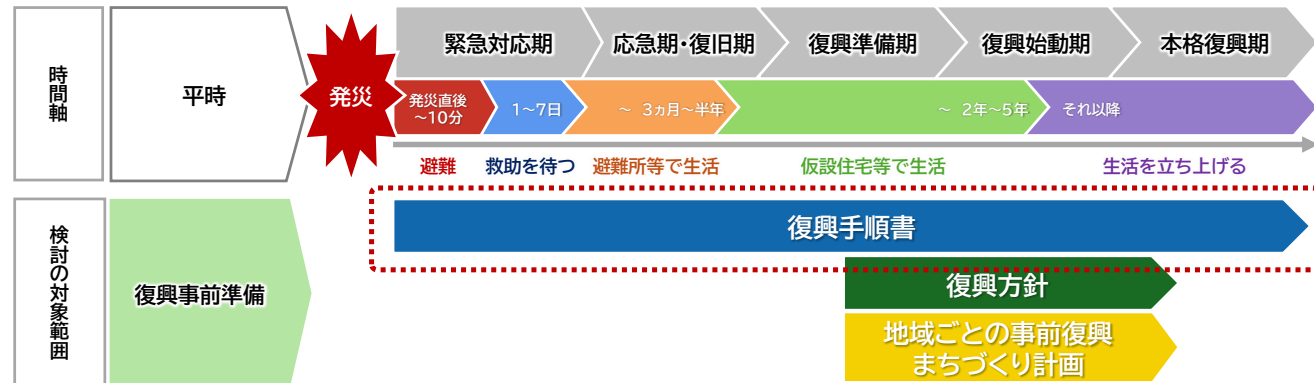 時間軸
平時
発災
緊急対応期
応急期・復旧期
復興準備期
復興始動期
本格復興期
発災直後
～10分
1～7日
～ 3ヵ月～半年
～ 2年～5年
それ以降
避難
救助を待つ
避難所等で生活
仮設住宅等で生活
生活を立ち上げる
検討の対象範囲
復興事前準備
復興手順書
復興方針
地域ごとの事前復興
まちづくり計画